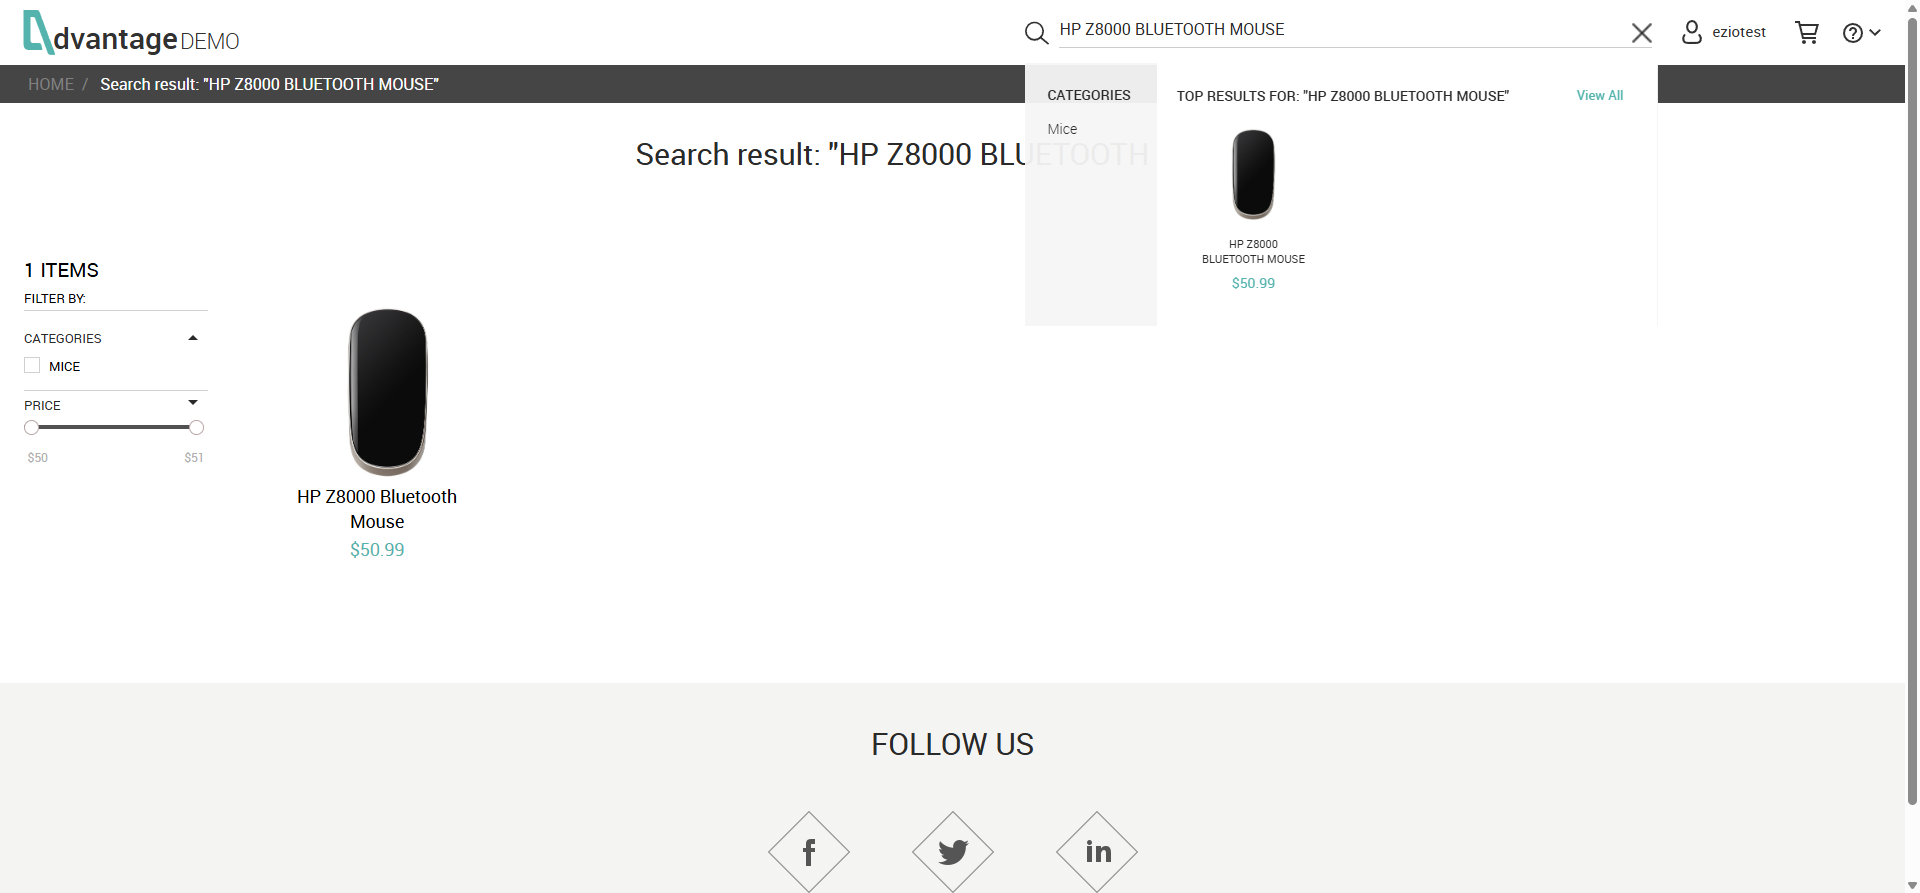 dvantage DEMO
HP Z8000 BLUETOOTH MOUSE
eziotest
HOME / Search result: "HP Z8000 BLUETOOTH MOUSE"
CATEGORIES
Mice
TOP RESULTS FOR: "HP Z8000 BLUETOOTH MOUSE"
View All
HP Z8000
BLUETOOTH MOUSE
$50.99
Search result: "HP Z8000 BLUETOOTH
1 ITEMS
FILTER BY:
CATEGORIES
MICE
PRICE
$50
$51
HP Z8000 Bluetooth
Mouse
$50.99
FOLLOW US
f
in